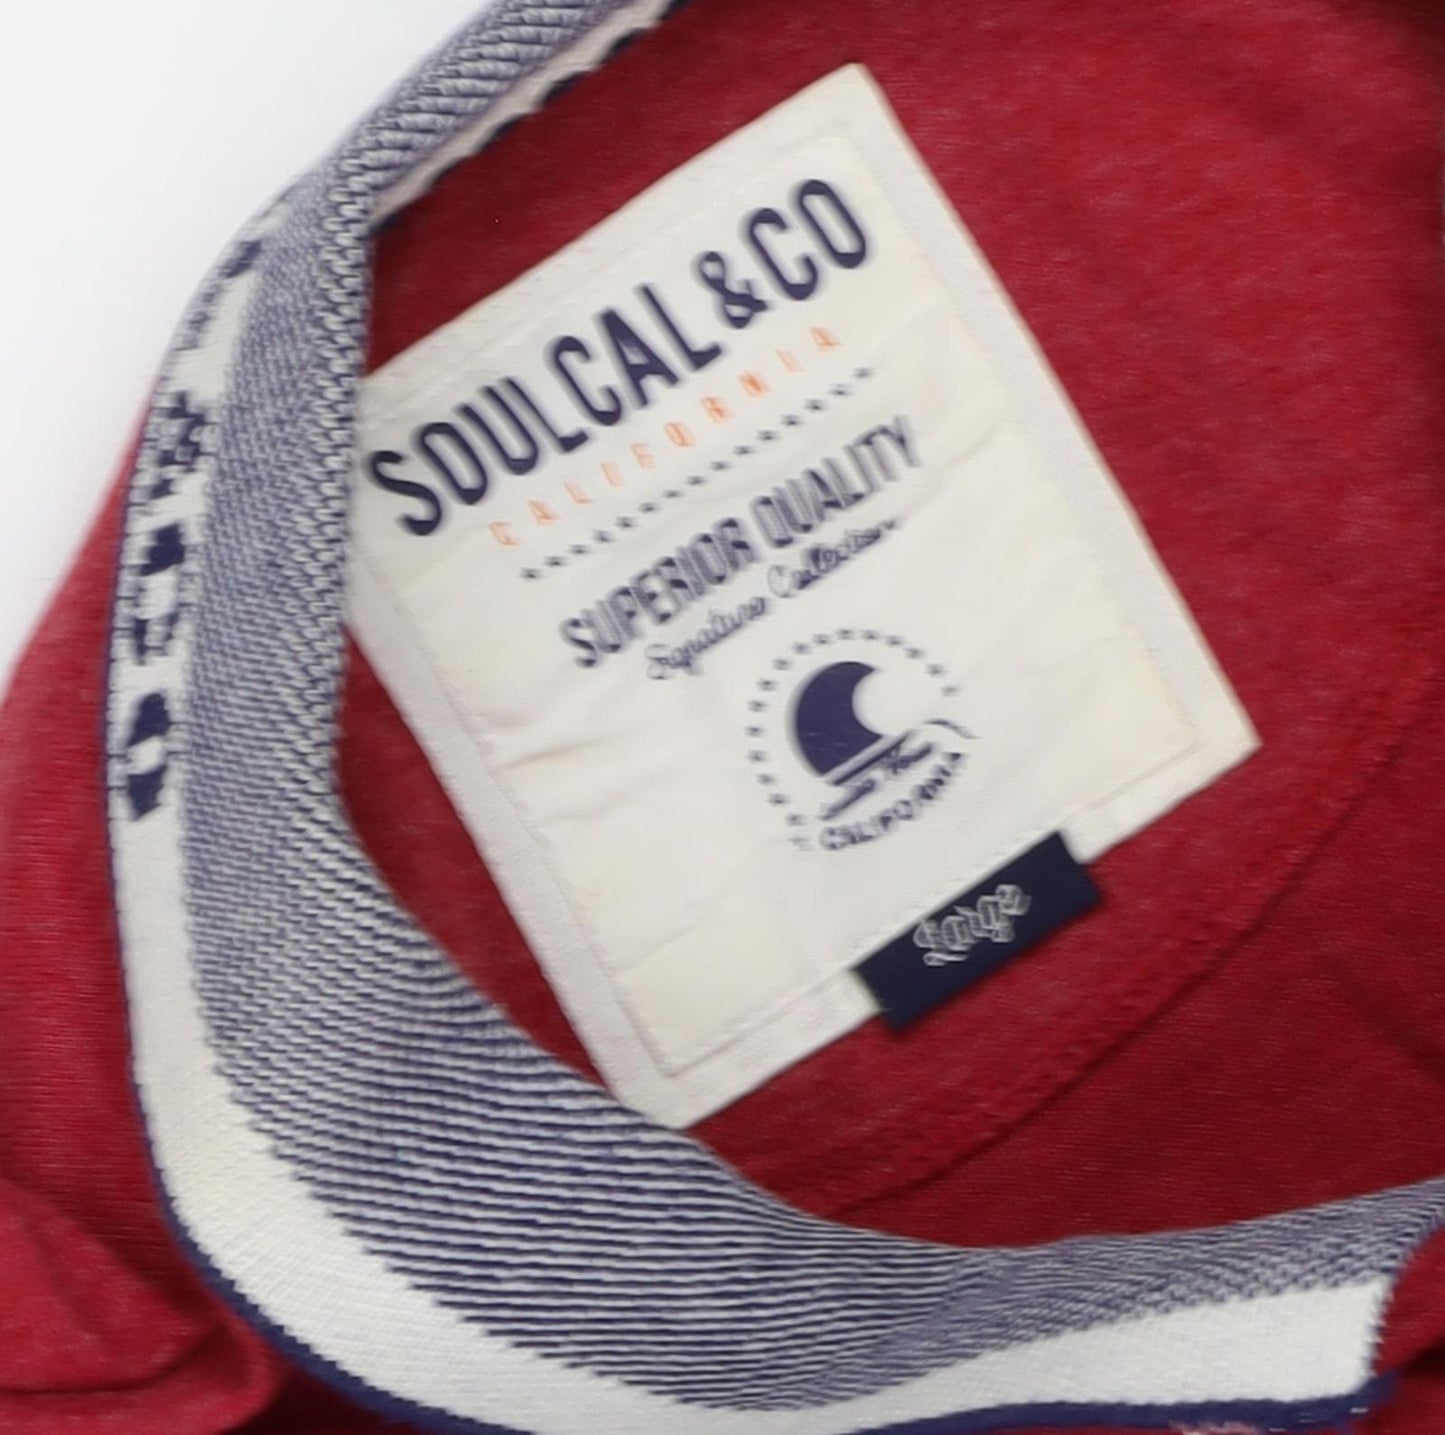 SOULCAL & CO
CALIFORNIA
SUPERIOR QUALITY
Signature Collection
CALIFORNIA
Large